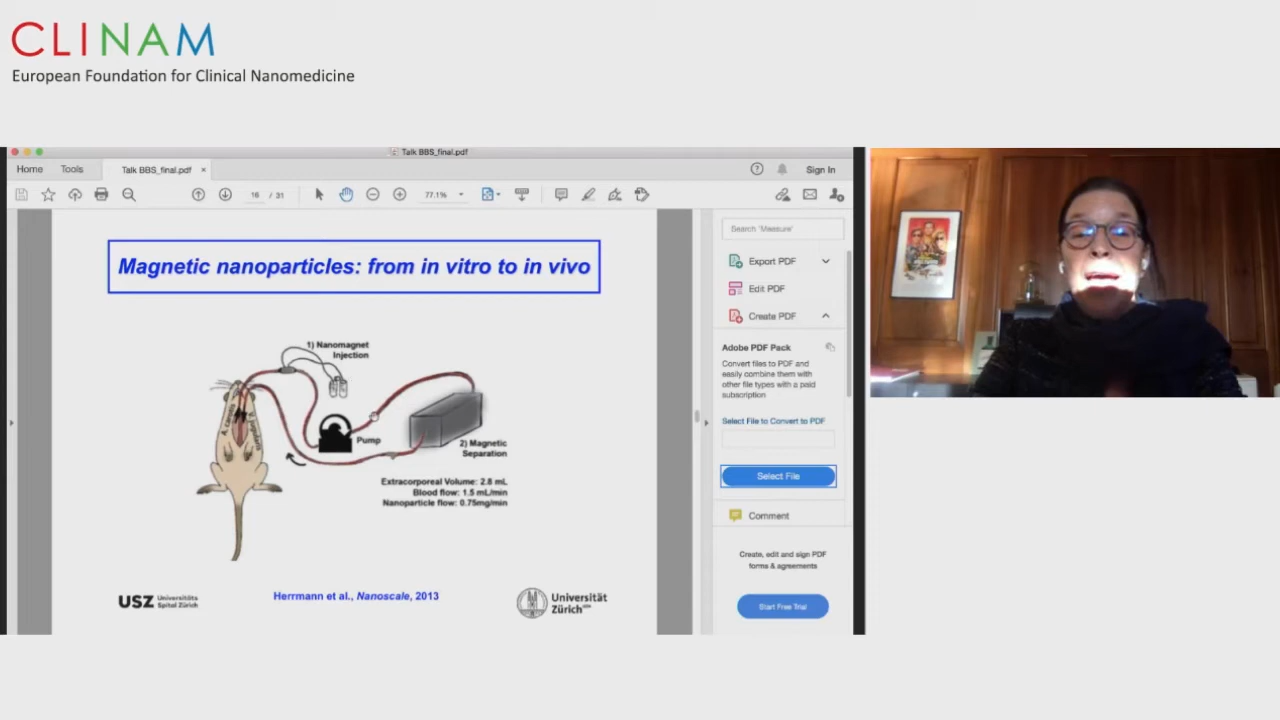 CLINAM
European Foundation for Clinical Nanomedicine
Talk BBS_final.pdf
Home Tools Talk BBS_final.pdf × Sign In
16 / 31 77.1%
Magnetic nanoparticles: from in vitro to in vivo
1) Nanomagnet
Injection
Pump
2) Magnetic
Separation
Extracorporeal Volume: 2.8 mL
Blood flow: 1.5 mL/min
Nanoparticle flow: 0.75mg/min
USZ Universitäts
Spital Zürich
Herrmann et al., Nanoscale, 2013
Universität
Zürich
Search 'Measure'
Export PDF
Edit PDF
Create PDF
Adobe PDF Pack
Convert files to PDF and
easily combine them with
other file types with a paid
subscription
Select File to Convert to PDF
Select File
Comment
Create, edit and sign PDF
forms & agreements
Start Free Trial